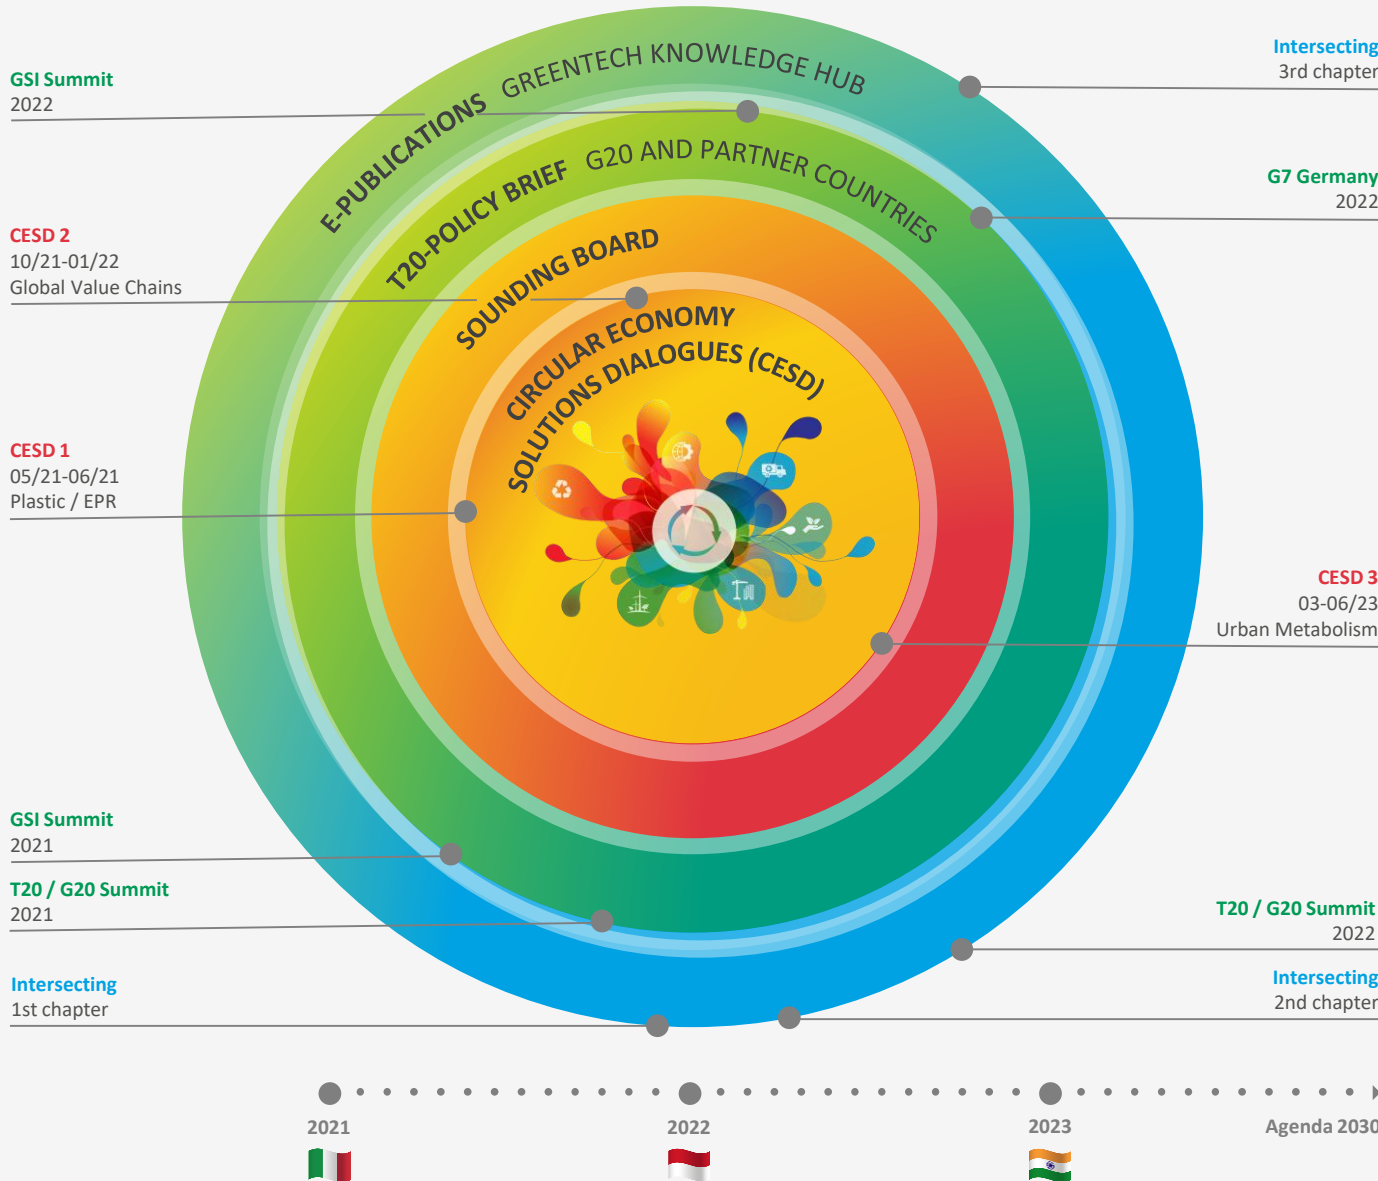 E-PUBLICATIONS GREENTECH KNOWLEDGE HUB
T20-POLICY BRIEF G20 AND PARTNER COUNTRIES
SOUNDING BOARD
CIRCULAR ECONOMY
SOLUTIONS DIALOGUES (CESD)
GSI Summit
2022
CESD 2
10/21-01/22
Global Value Chains
CESD 1
05/21-06/21
Plastic / EPR
GSI Summit
2021
T20 / G20 Summit
2021
Intersecting
1st chapter
Intersecting
3rd chapter
G7 Germany
2022
CESD 3
03-06/23
Urban Metabolism
T20 / G20 Summit
2022
Intersecting
2nd chapter
2021
2022
2023
Agenda 2030